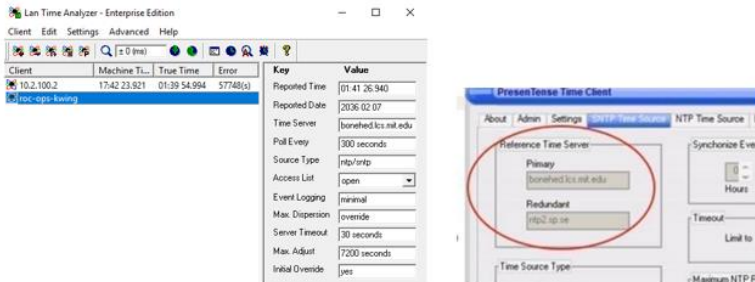 Lan Time Analyzer - Enterprise Edition
Client Edit Settings Advanced Help
± 0 (ms)
Client Machine Ti... True Time Error
10.2.100.2 17:42 23.921 01:39 54.994 57748(s)
roc-ops-kwing
Key Value
Reported Time 01:41 26.940
Reported Date 2036 02 07
Time Server bonehed.lcs.mit.edu
Poll Every 300 seconds
Source Type ntp/sntp
Access List open
Event Logging minimal
Max. Dispersion override
Server Timeout 30 seconds
Max. Adjust 7200 seconds
Initial Override yes
PresenTense Time Client
About Admin Settings SNTP Time Source NTP Time Source
Reference Time Server
Primary
bonehed.lcs.mit.edu
Redundant
ntp2.sp.se
Time Source Type
Synchonize Eve
0
Hours
Timeout
Limit to
Maximum NTP